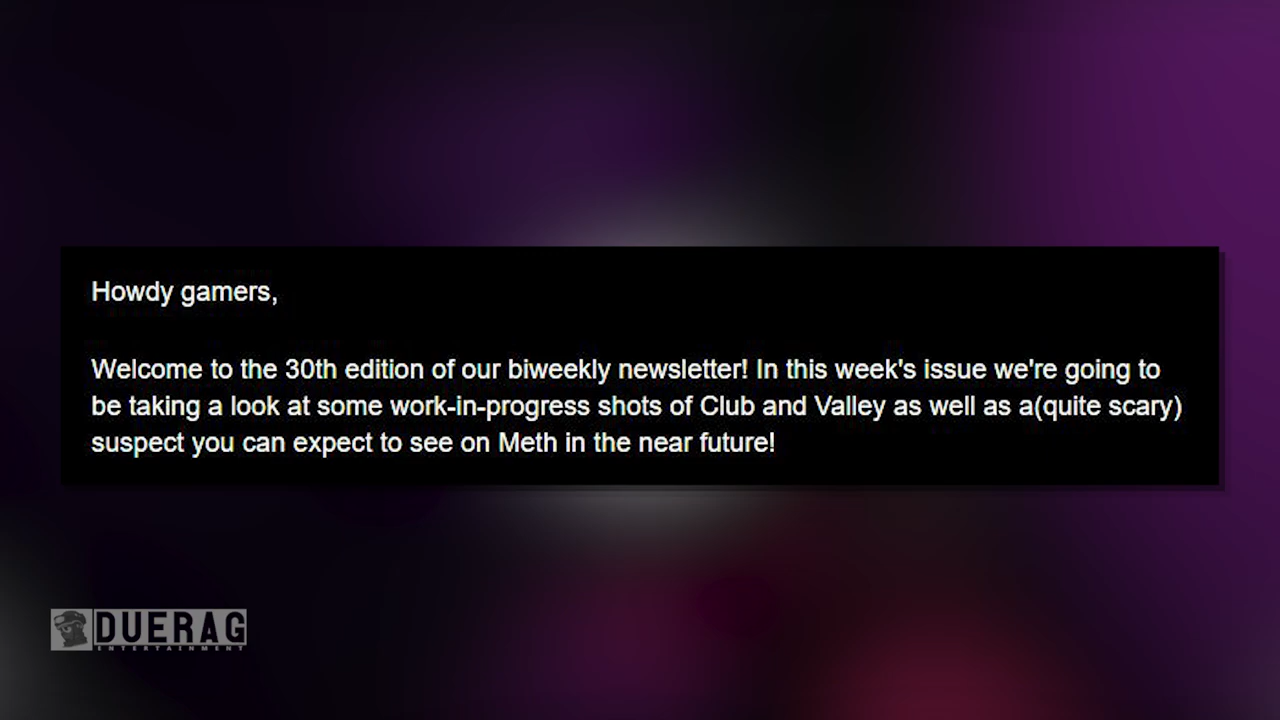 Howdy gamers,
Welcome to the 30th edition of our biweekly newsletter! In this week's issue we're going to
be taking a look at some work-in-progress shots of Club and Valley as well as a(quite scary)
suspect you can expect to see on Meth in the near future!
DUERAG
ENTERTAINMENT